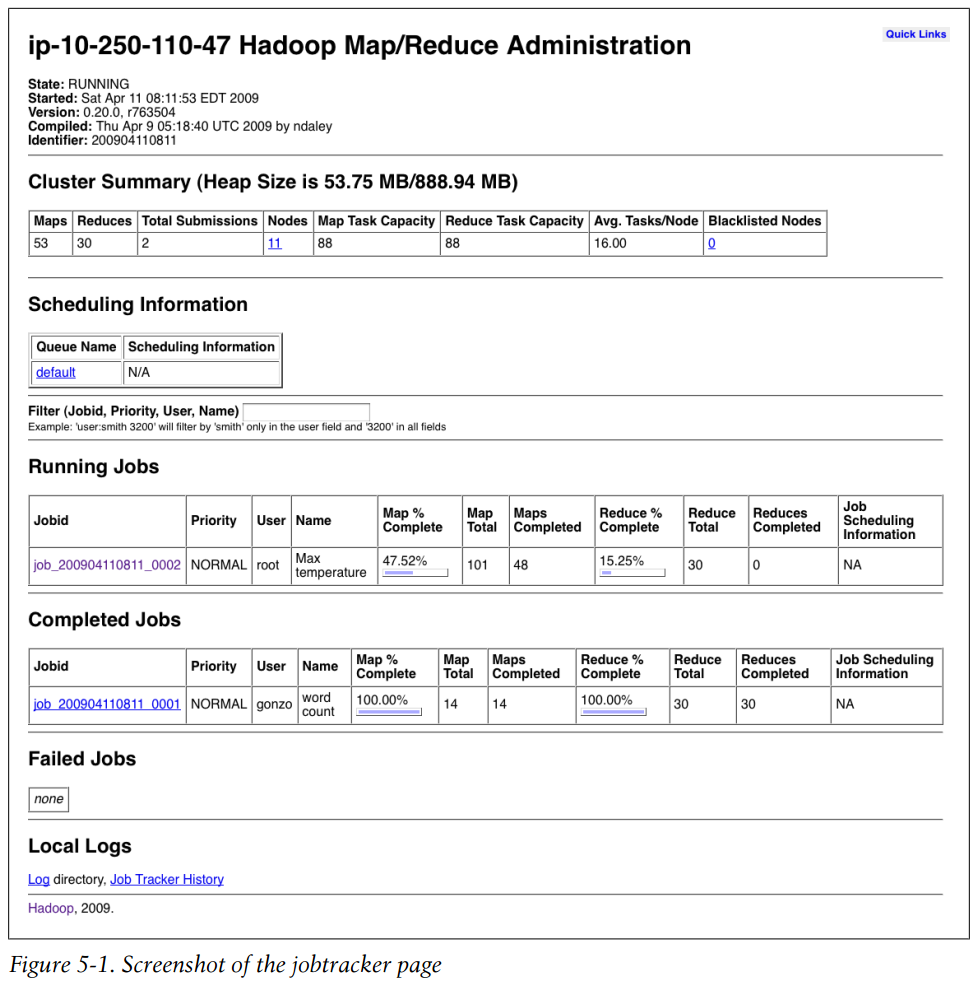 ip-10-250-110-47 Hadoop Map/Reduce Administration
Quick Links
State: RUNNING
Started: Sat Apr 11 08:11:53 EDT 2009
Version: 0.20.0, r763504
Compiled: Thu Apr 9 05:18:40 UTC 2009 by ndaley
Identifier: 200904110811
Cluster Summary (Heap Size is 53.75 MB/888.94 MB)
Maps Reduces Total Submissions Nodes Map Task Capacity Reduce Task Capacity Avg. Tasks/Node Blacklisted Nodes
53 30 2 11 88 88 16.00 0
Scheduling Information
Queue Name Scheduling Information
default N/A
Filter (Jobid, Priority, User, Name)
Example: 'user:smith 3200' will filter by 'smith' only in the user field and '3200' in all fields
Running Jobs
Jobid Priority User Name Map % Complete Map Total Maps Completed Reduce % Complete Reduce Total Reduces Completed Job Scheduling Information
job_200904110811_0002 NORMAL root Max temperature 47.52% 101 48 15.25% 30 0 NA
Completed Jobs
Jobid Priority User Name Map % Complete Map Total Maps Completed Reduce % Complete Reduce Total Reduces Completed Job Scheduling Information
job_200904110811_0001 NORMAL gonzo word count 100.00% 14 14 100.00% 30 30 NA
Failed Jobs
none
Local Logs
Log directory, Job Tracker History
Hadoop, 2009.
Figure 5-1. Screenshot of the jobtracker page